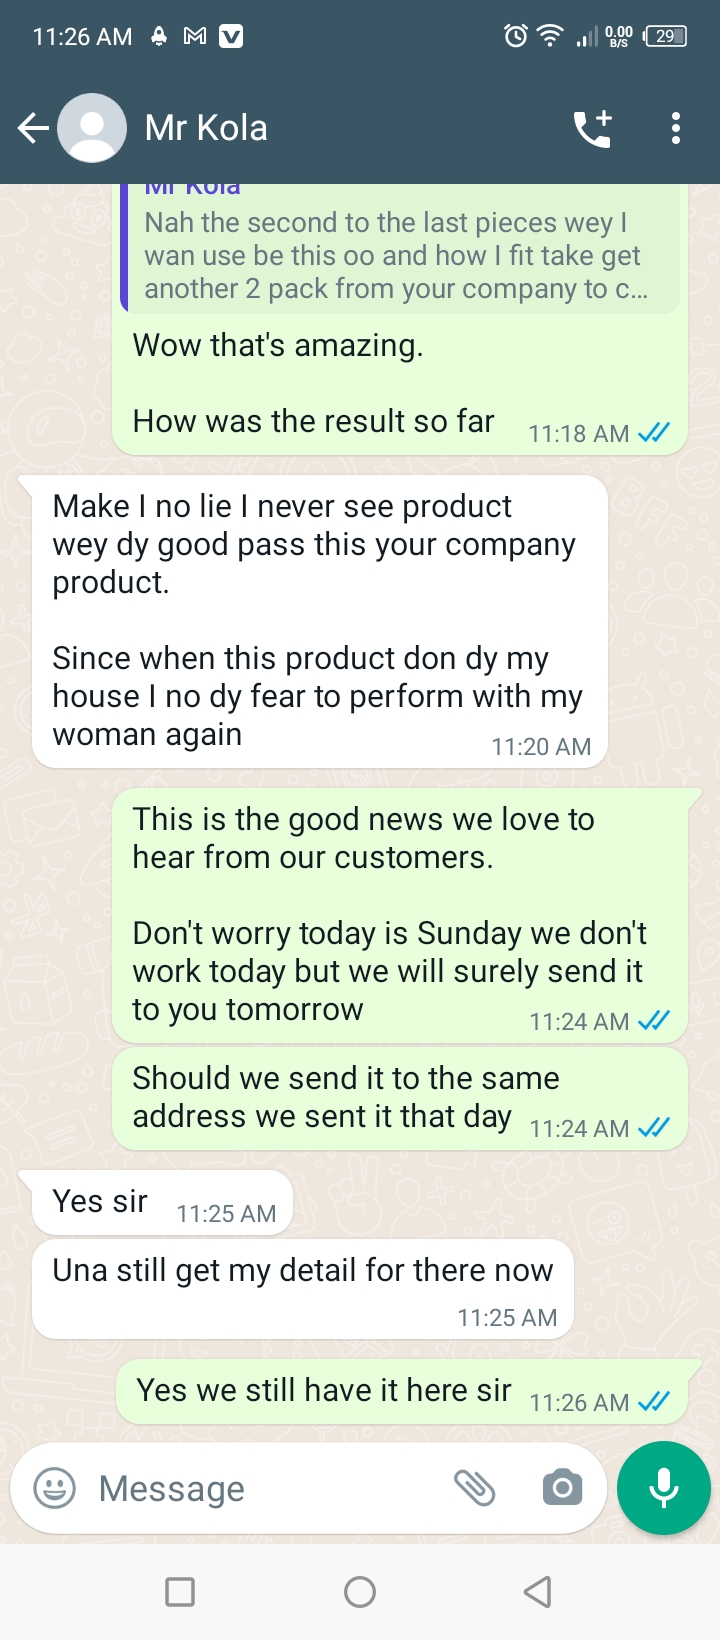 11:26 AM
0.00
B/S
29
Mr Kola
Mr Kola
Nah the second to the last pieces wey I
wan use be this oo and how I fit take get
another 2 pack from your company to c...
Wow that's amazing.
How was the result so far
11:18 AM
Make I no lie I never see product
wey dy good pass this your company
product.
Since when this product don dy my
house I no dy fear to perform with my
woman again
11:20 AM
This is the good news we love to
hear from our customers.
Don't worry today is Sunday we don't
work today but we will surely send it
to you tomorrow
11:24 AM
Should we send it to the same
address we sent it that day
11:24 AM
Yes sir
11:25 AM
Una still get my detail for there now
11:25 AM
Yes we still have it here sir
11:26 AM
Message